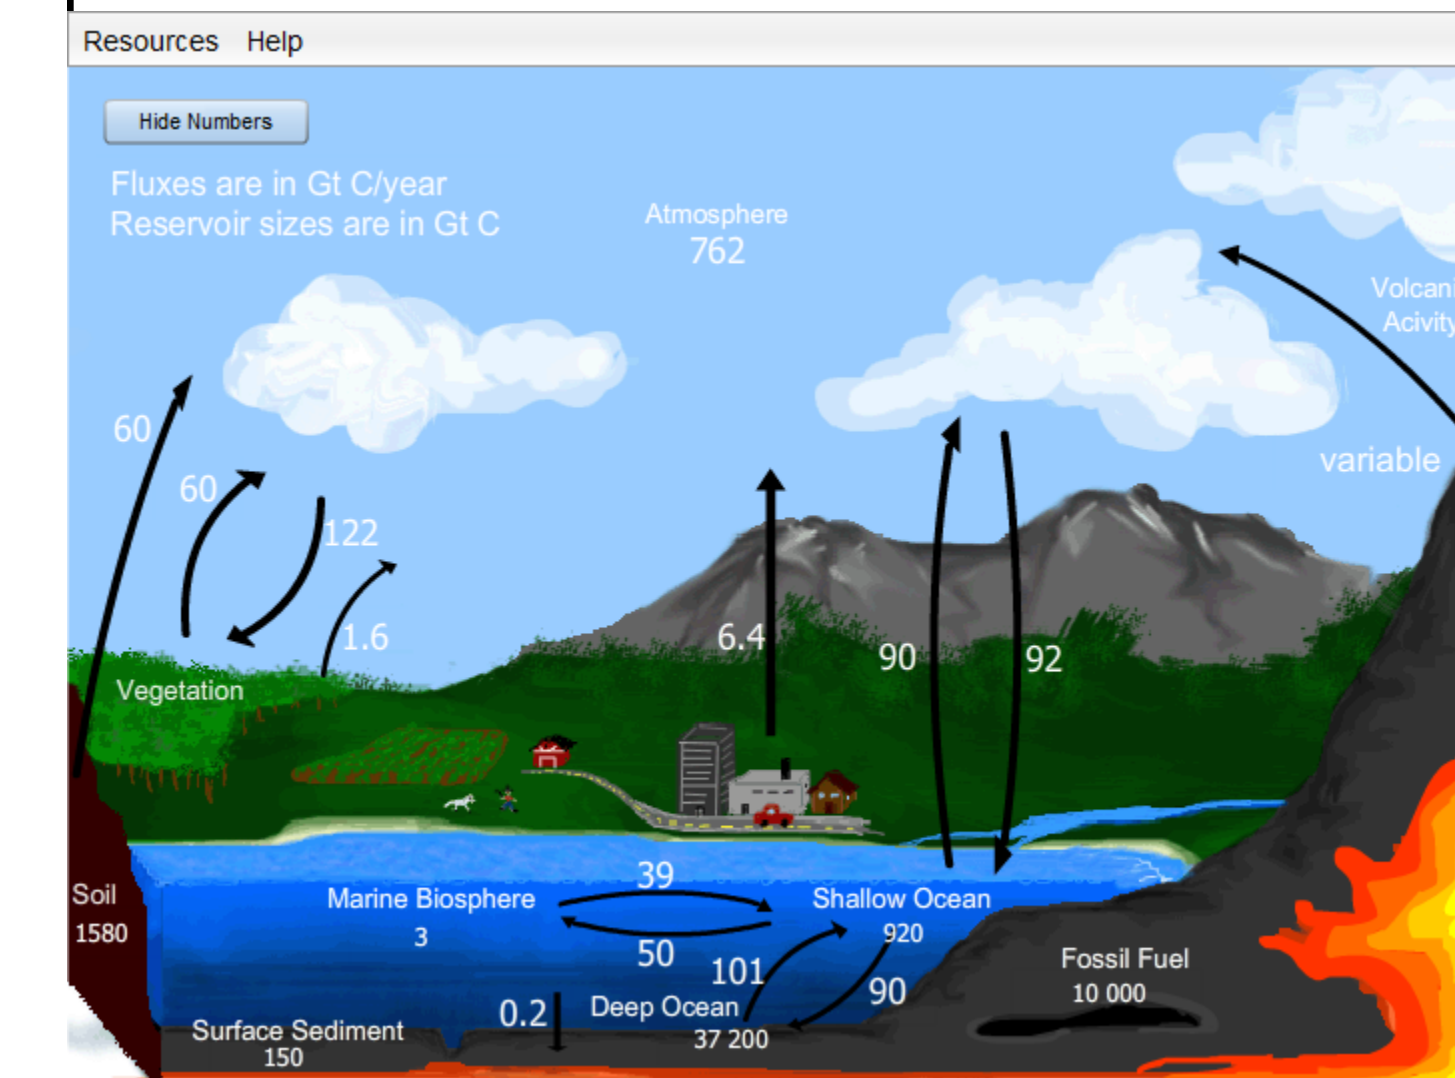 Resources Help
Hide Numbers
Fluxes are in Gt C/year
Reservoir sizes are in Gt C
Atmosphere
762
Volcani
Acivity
60
variable
60
122
1.6
6.4
90
92
Vegetation
39
Soil
Marine Biosphere
Shallow Ocean
1580
3
920
50
101
Fossil Fuel
90
10 000
0.2
Deep Ocean
Surface Sediment
37 200
150